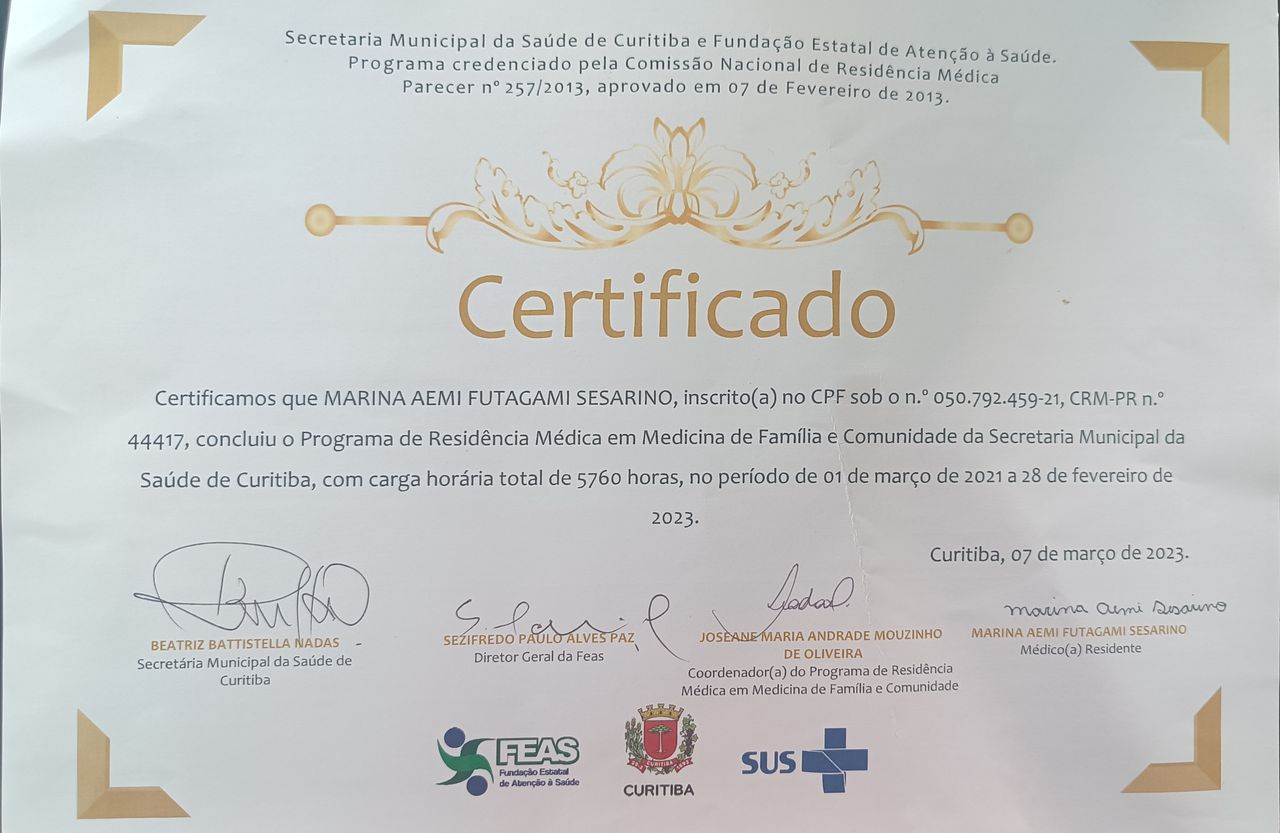 Secretaria Municipal da Saúde de Curitiba e Fundação Estatal de Atenção à Saúde.
Programa credenciado pela Comissão Nacional de Residência Médica
Parecer nº 257/2013, aprovado em 07 de Fevereiro de 2013.
Certificado
Certificamos que MARINA AEMI FUTAGAMI SESARINO, inscrito(a) no CPF sob o n.º 050.792.459-21, CRM-PR n.º
44417, concluiu o Programa de Residência Médica em Medicina de Família e Comunidade da Secretaria Municipal da
Saúde de Curitiba, com carga horária total de 5760 horas, no período de 01 de março de 2021 a 28 de fevereiro de
2023.
Curitiba, 07 de março de 2023.
marina aemi Sesarino
BEATRIZ BATTISTELLA NADAS
Secretária Municipal da Saúde de
Curitiba
SEZIFREDO PAULO ALVES PAZ
Diretor Geral da Feas
JOSEANE MARIA ANDRADE MOUZINHO
DE OLIVEIRA
Coordenador(a) do Programa de Residência
Médica em Medicina de Família e Comunidade
MARINA AEMI FUTAGAMI SESARINO
Médico(a) Residente
FEAS
Fundação Estatal
de Atenção à Saúde
CURITIBA
CURITIBA
SUS